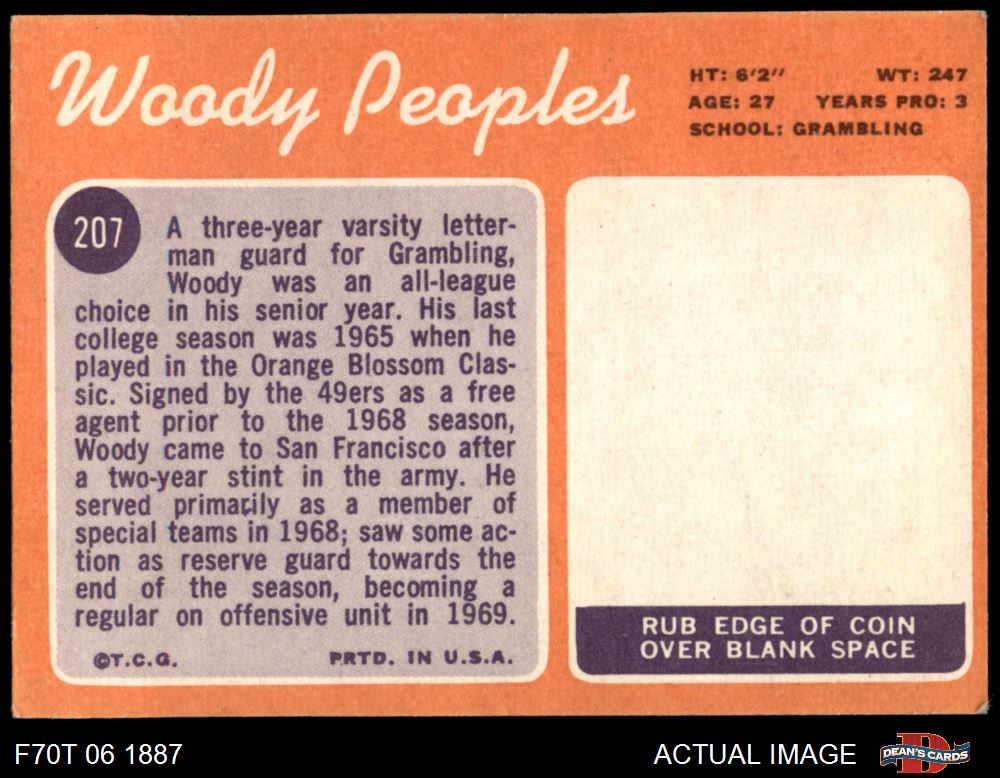 Woody Peoples
HT: 6'2" WT: 247
AGE: 27 YEARS PRO: 3
SCHOOL: GRAMBLING
207
A three-year varsity letter-
man guard for Grambling,
Woody was an all-league
choice in his senior year. His last
college season was 1965 when he
played in the Orange Blossom Clas-
sic. Signed by the 49ers as a free
agent prior to the 1968 season,
Woody came to San Francisco after
a two-year stint in the army. He
served primarily as a member of
special teams in 1968; saw some ac-
tion as reserve guard towards the
end of the season, becoming a
regular on offensive unit in 1969.
©T.C.G. PRTD. IN U.S.A.
RUB EDGE OF COIN
OVER BLANK SPACE
F70T 06 1887
ACTUAL IMAGE
D
DEAN'S CARDS